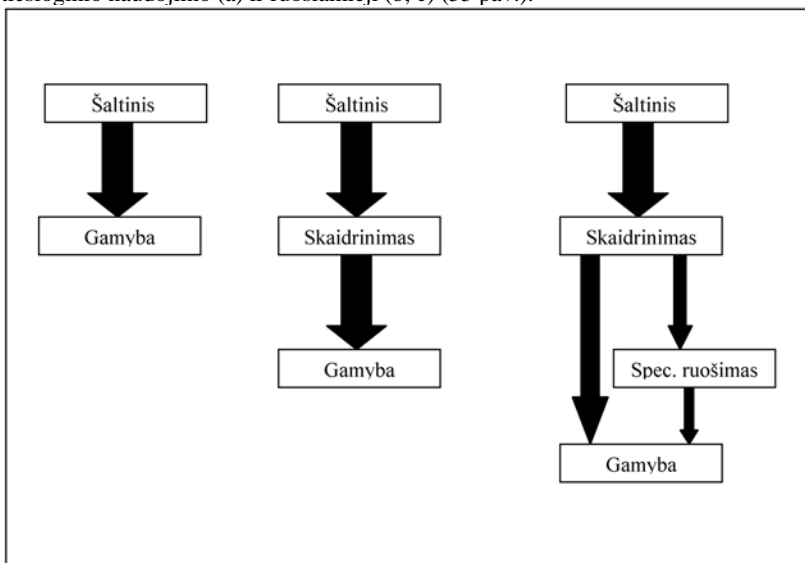 Šaltinis
Gamyba
Šaltinis
Skaidrinimas
Gamyba
Šaltinis
Skaidrinimas
Spec. ruošimas
Gamyba